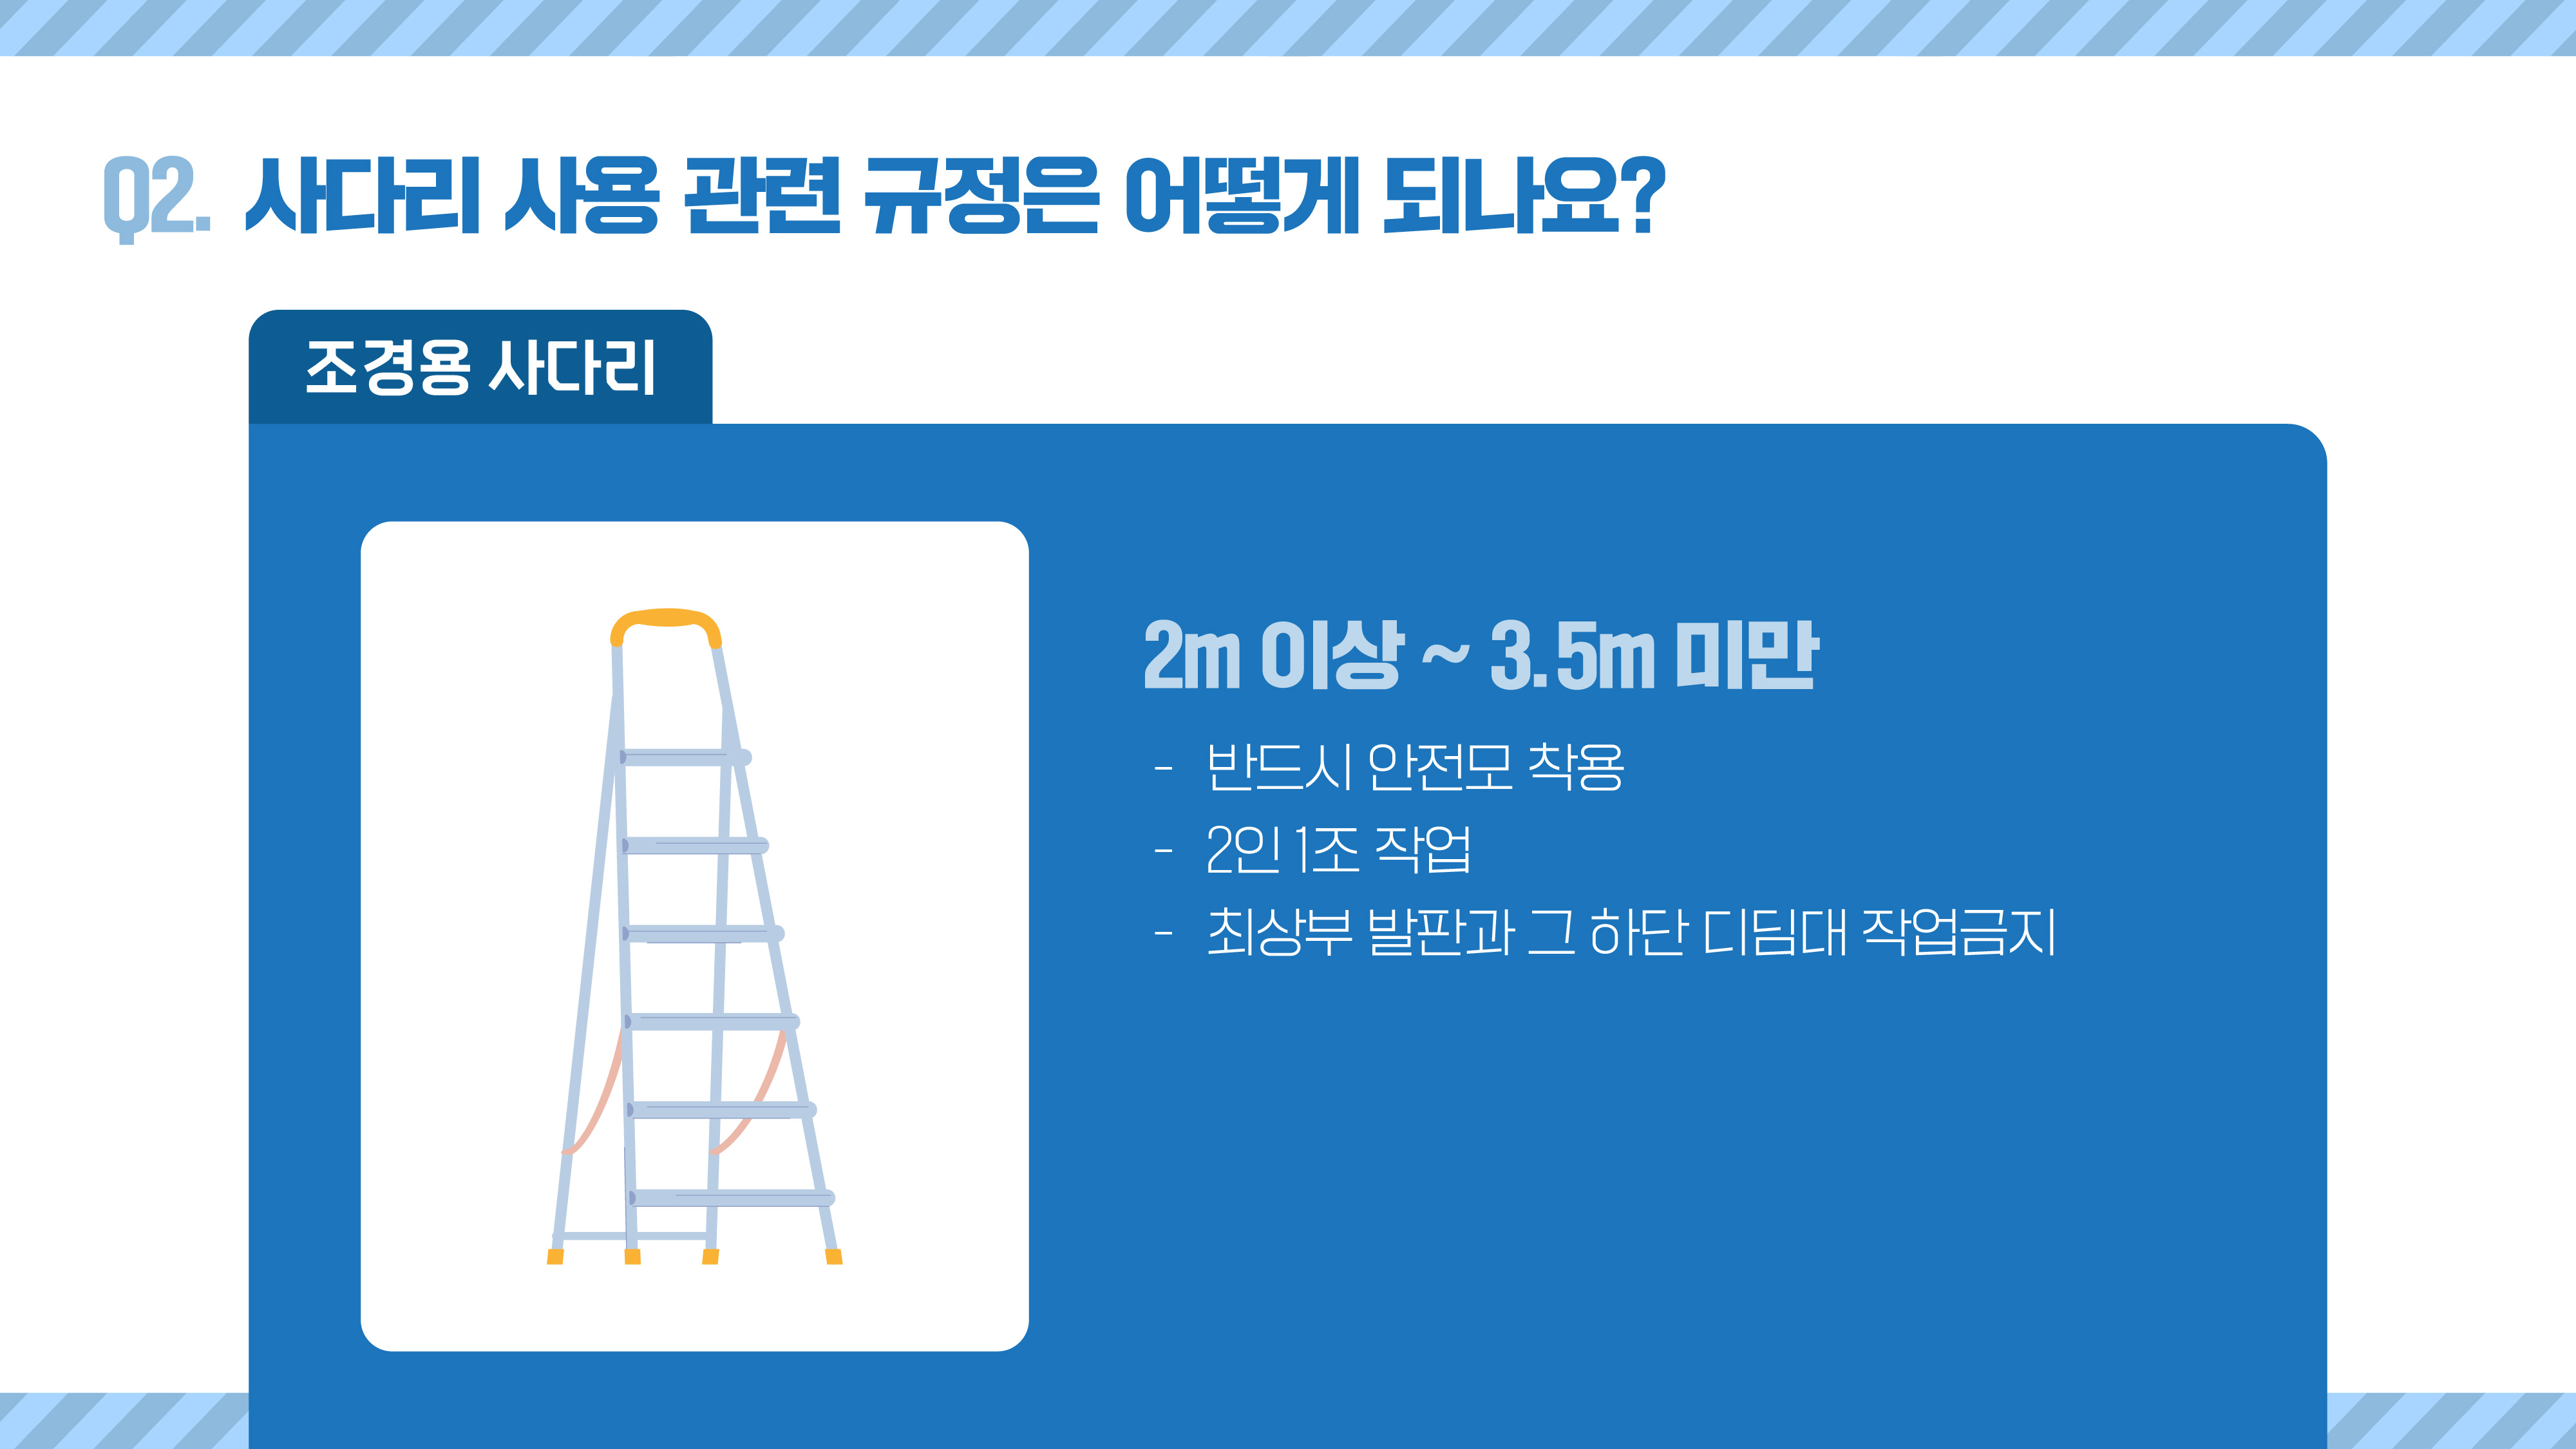 Q2. 사다리 사용 관련 규정은 어떻게 되나요?
조경용 사다리
2m 이상 ~ 3.5m 미만
- 반드시 안전모 착용
- 2인 1조 작업
- 최상부 발판과 그 하단 디딤대 작업금지